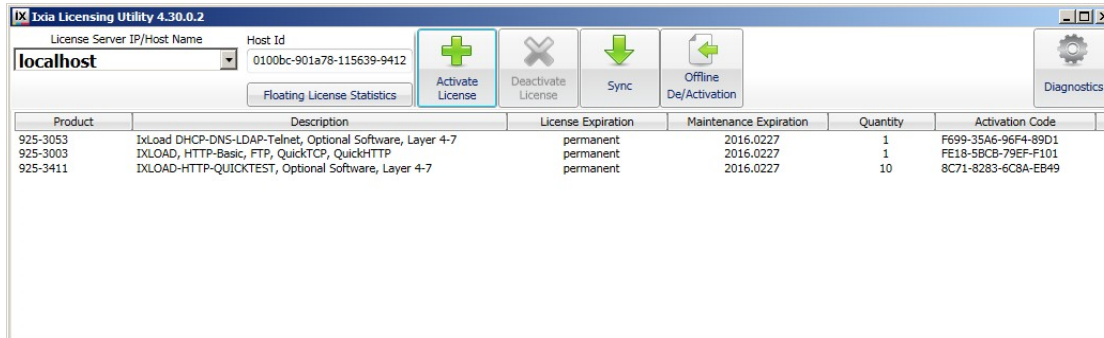 IX Ixia Licensing Utility 4.30.0.2
License Server IP/Host Name
localhost
Host Id
0100bc-901a78-115639-9412
Floating License Statistics
Activate
License
Deactivate
License
Sync
Offline
De/Activation
Diagnostics
Product Description License Expiration Maintenance Expiration Quantity Activation Code
925-3053 IxLoad DHCP-DNS-LDAP-Telnet, Optional Software, Layer 4-7 permanent 2016.0227 1 F699-35A6-96F4-89D1
925-3003 IXLOAD, HTTP-Basic, FTP, QuickTCP, QuickHTTP permanent 2016.0227 1 FE18-5BCB-79EF-F101
925-3411 IXLOAD-HTTP-QUICKTEST, Optional Software, Layer 4-7 permanent 2016.0227 10 8C71-8283-6C8A-EB49